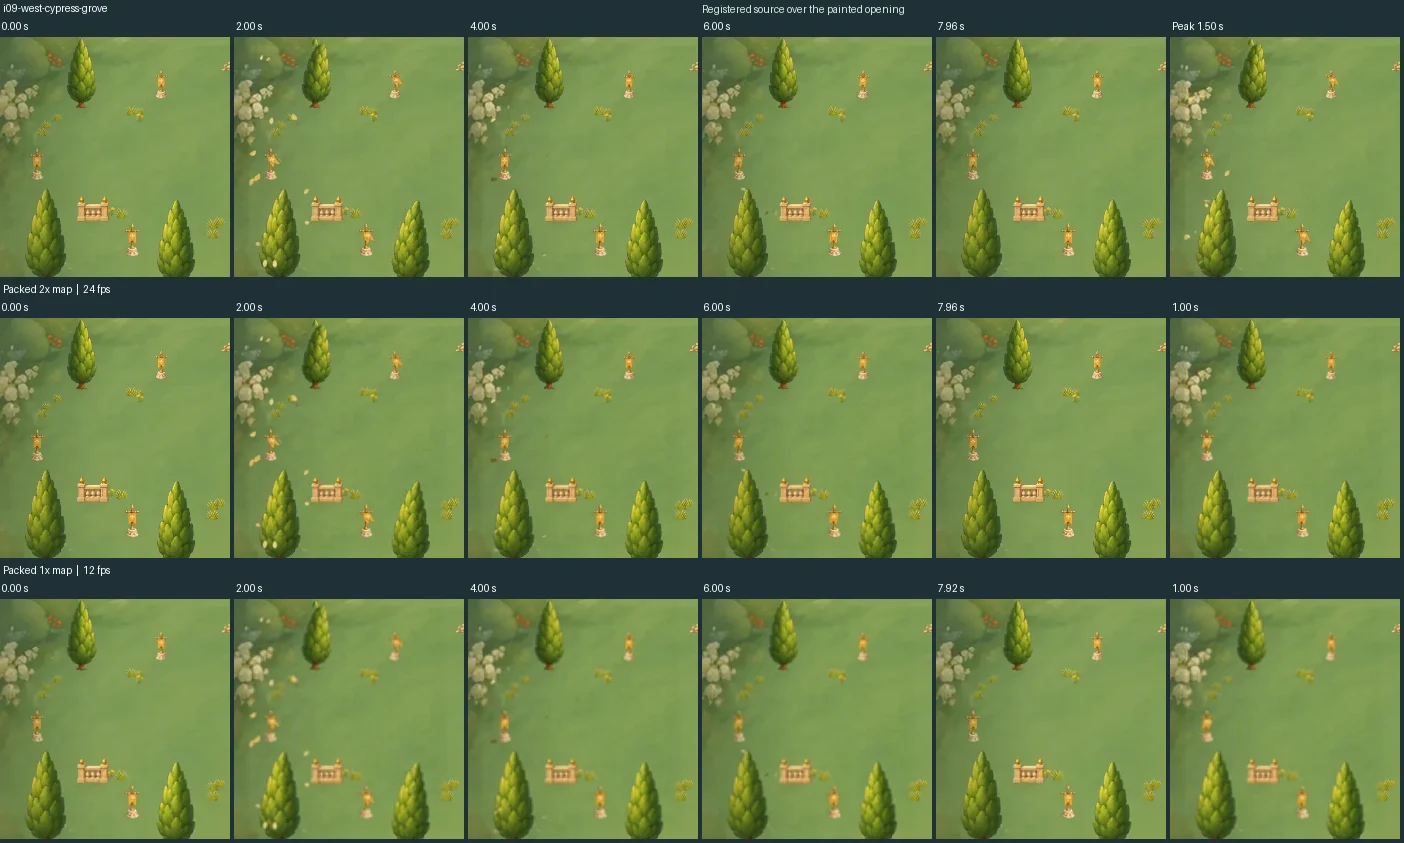 i09-west-cypress-grove
Registered source over the painted opening
0.00 s
2.00 s
4.00 s
6.00 s
7.96 s
Peak 1.50 s
Packed 2x map | 24 fps
0.00 s
2.00 s
4.00 s
6.00 s
7.96 s
1.00 s
Packed 1x map | 12 fps
0.00 s
2.00 s
4.00 s
6.00 s
7.92 s
1.00 s